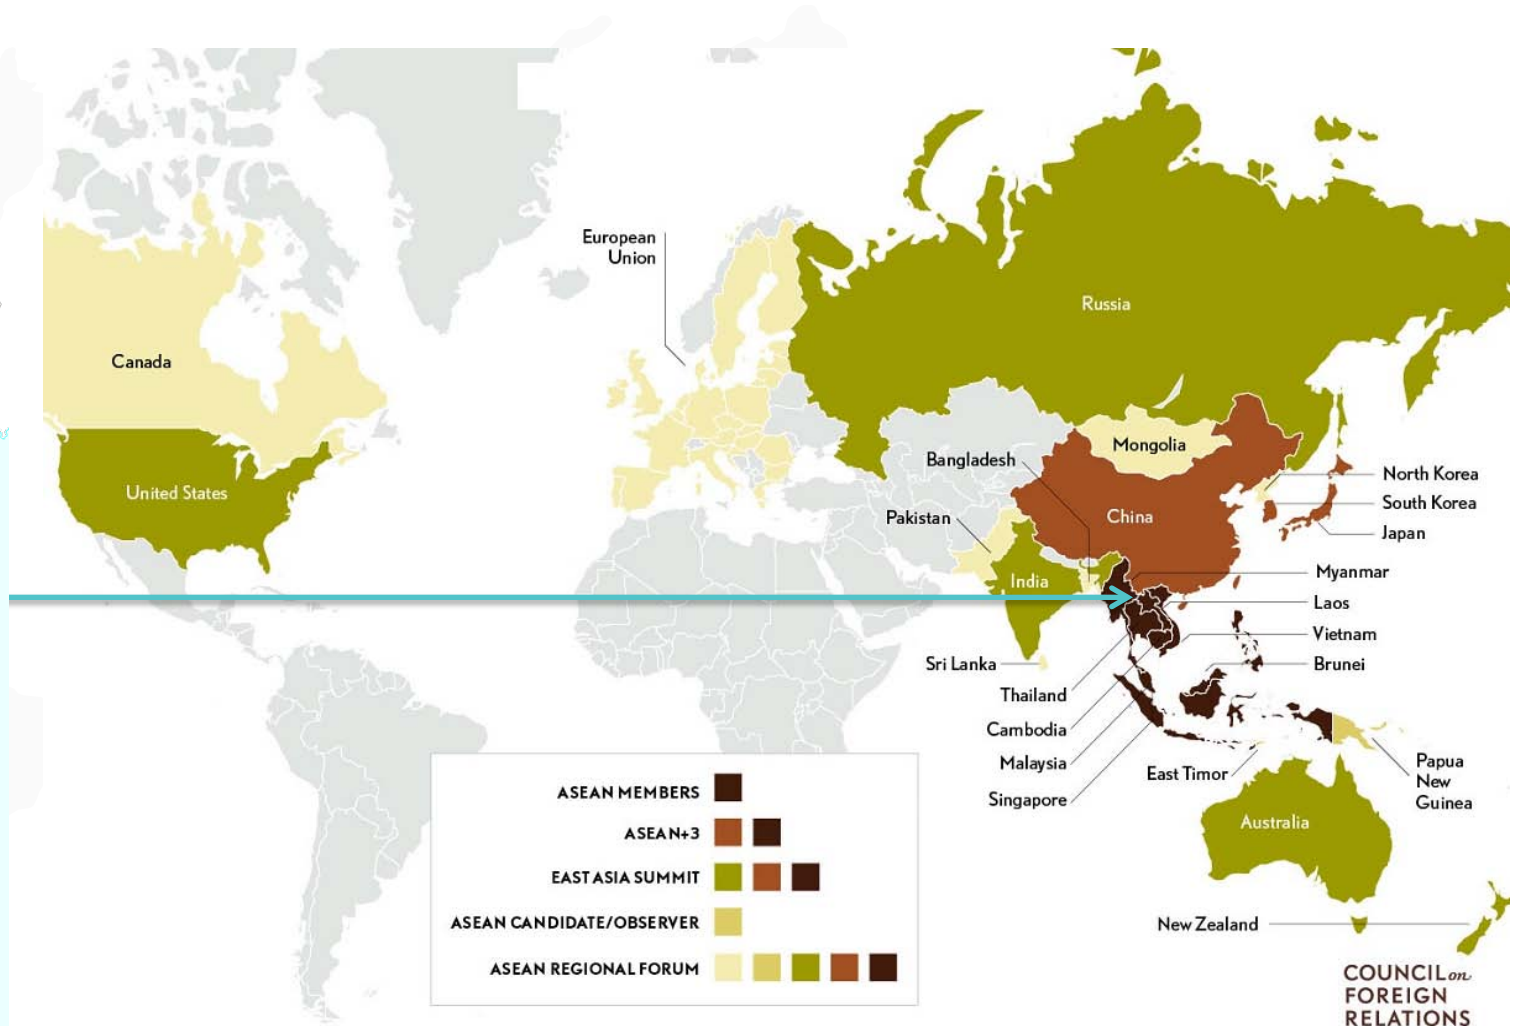 European
Union
Russia
Canada
Mongolia
Bangladesh
North Korea
United States
South Korea
Pakistan
China
Japan
India
Myanmar
Laos
Vietnam
Sri Lanka
Brunei
Thailand
Cambodia
Malaysia
East Timor
Papua
New
Guinea
Singapore
Australia
New Zealand
ASEAN MEMBERS
ASEAN+3
EAST ASIA SUMMIT
ASEAN CANDIDATE/OBSERVER
ASEAN REGIONAL FORUM
COUNCIL on
FOREIGN
RELATIONS